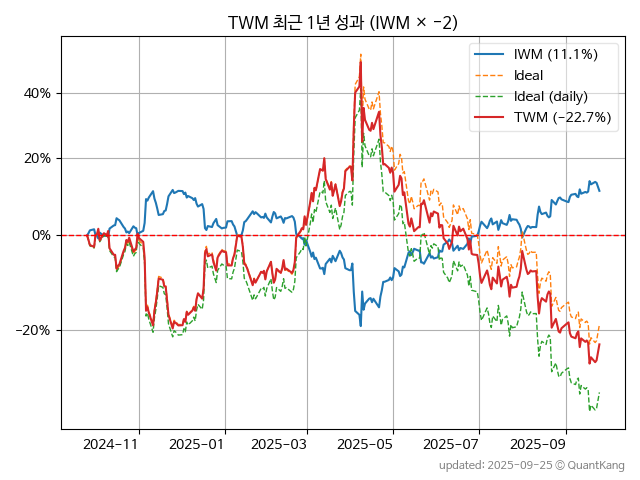 TWM 최근 1년 성과 (IWM × −2)
IWM (11.1%)
Ideal
Ideal (daily)
TWM (−22.7%)
40%
20%
0%
−20%
2024-11
2025-01
2025-03
2025-05
2025-07
2025-09
updated: 2025-09-25 © QuantKang